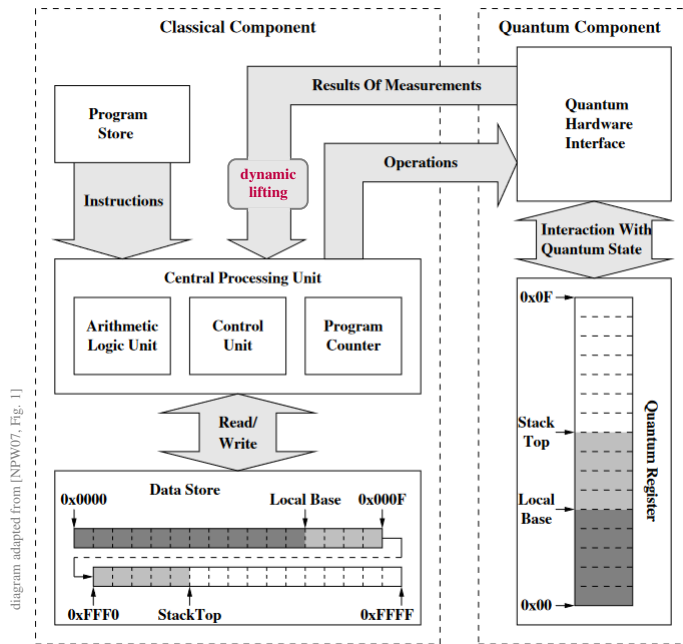 Classical Component
Quantum Component
Results Of Measurements
Program
Store
Quantum
Hardware
Interface
dynamic
lifting
Operations
Instructions
Interaction With
Quantum State
Central Processing Unit
Arithmetic
Logic Unit
Control
Unit
Program
Counter
0x0F
Read/
Write
Stack
Top
Quantum Register
Local
Base
0x00
Data Store
0x0000
Local Base
0x000F
0xFFF0
StackTop
0xFFFF
diagram adapted from [NPW07, Fig. 1]